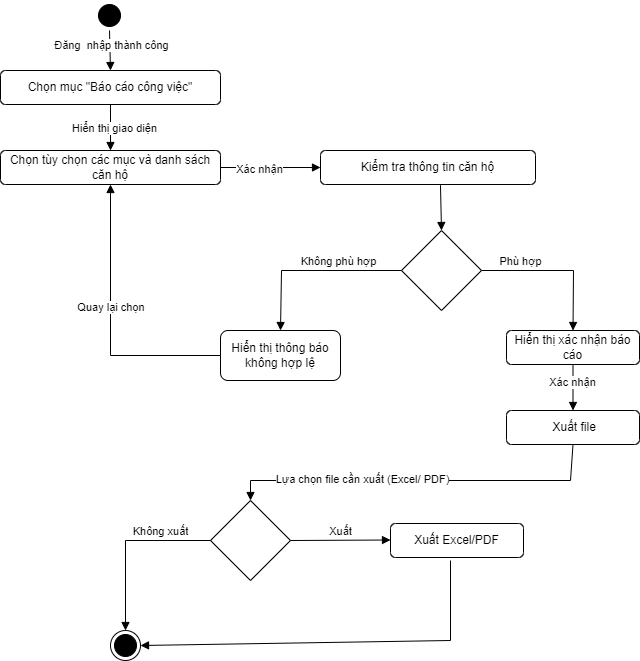 Đăng nhập thành công
Chọn mục "Báo cáo công việc"
Hiển thị giao diện
Chọn tùy chọn các mục và danh sách
căn hộ
Xác nhận
Kiểm tra thông tin căn hộ
Không phù hợp
Phù hợp
Quay lại chọn
Hiển thị thông báo
không hợp lệ
Hiển thị xác nhận báo
cáo
Xác nhận
Xuất file
Lựa chọn file cần xuất (Excel/ PDF)
Không xuất
Xuất
Xuất Excel/PDF